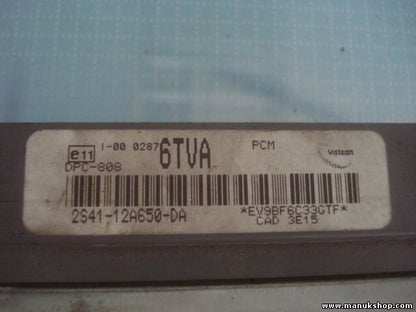 e11 1-00 0287 6TVA PCM VISTEON
DPC-808
2S41-12A650-DA *EV9BF6C33GTF*
CAD 3E15
www.manukshop.com